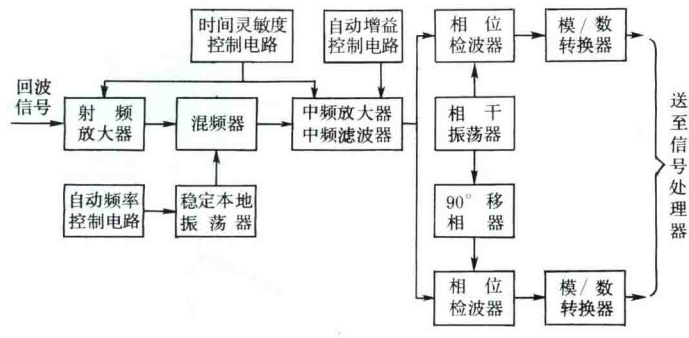 时间灵敏度
控制电路
自动增益
控制电路
相位
检波器
模/数
转换器
回波
信号
射频
放大器
混频器
中频放大器
中频滤波器
相干
振荡器
送至信号处理器
自动频率
控制电路
稳定本地
振荡器
90°移
相器
相位
检波器
模/数
转换器